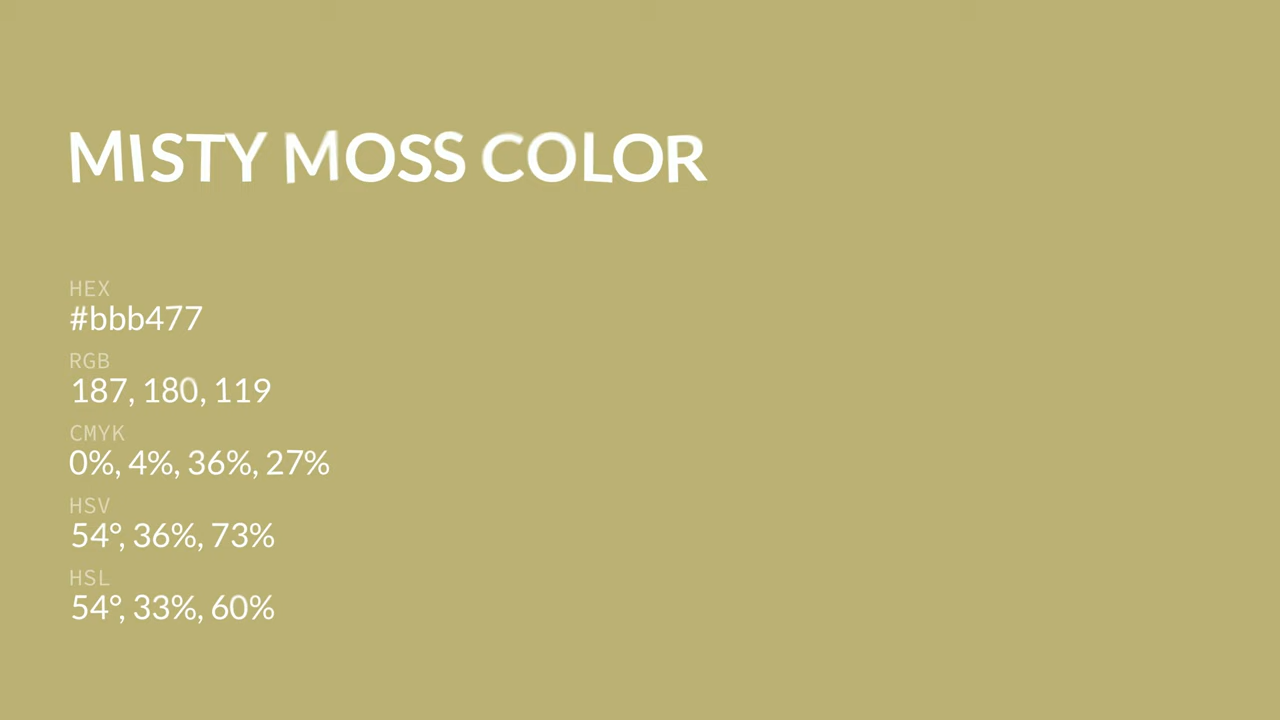 MISTY MOSS COLOR
HEX
#bbb477
RGB
187, 180, 119
CMYK
0%, 4%, 36%, 27%
HSV
54°, 36%, 73%
HSL
54°, 33%, 60%